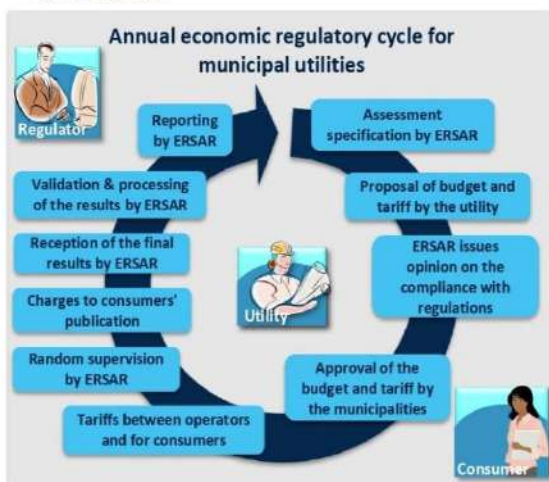 Annual economic regulatory cycle for
municipal utilities
Regulator
Assessment
specification by ERSAR
Proposal of budget and
tariff by the utility
ERSAR issues
opinion on the
compliance with
regulations
Approval of the
budget and tariff by
the municipalities
Tariffs between operators
and for consumers
Random supervision
by ERSAR
Charges to consumers'
publication
Reception of the final
results by ERSAR
Validation & processing
of the results by ERSAR
Reporting
by ERSAR
Utility
Consumer